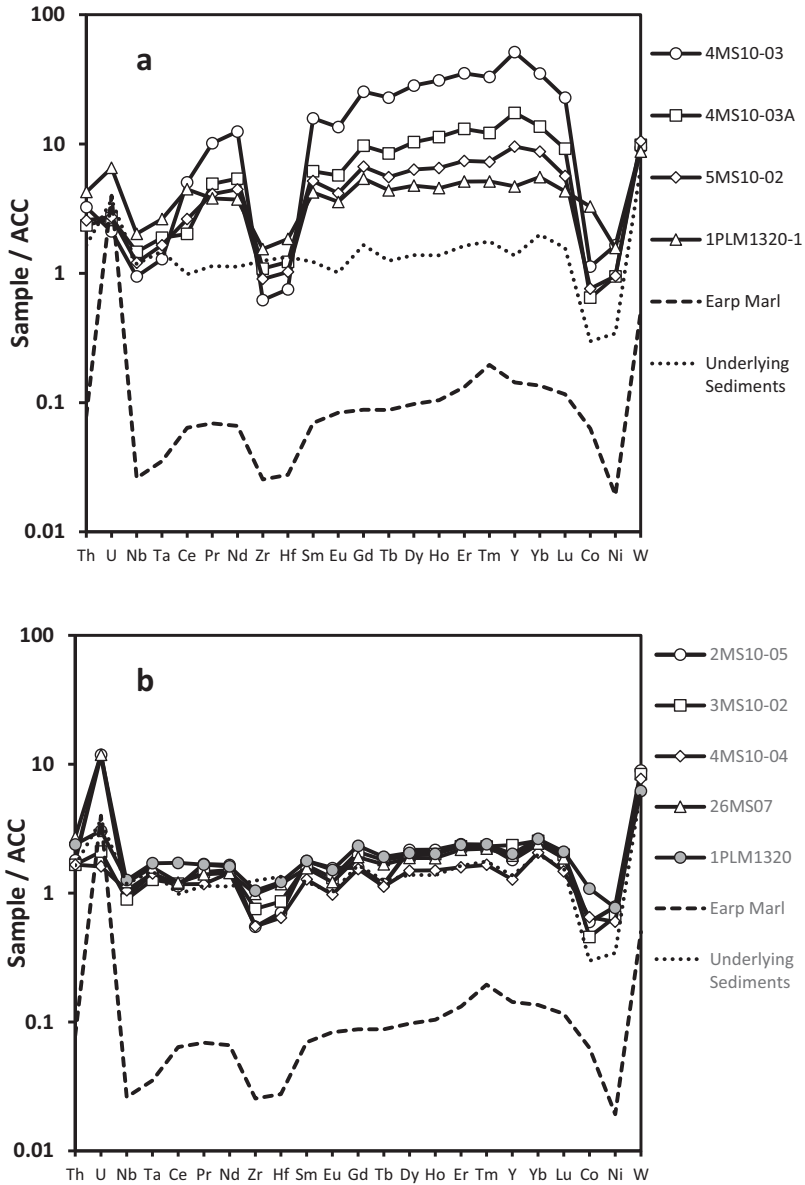 100
10
1
0.1
0.01
Sample / ACC
a
Th U Nb Ta Ce Pr Nd Zr Hf Sm Eu Gd Tb Dy Ho Er Tm Y Yb Lu Co Ni W
4MS10-03
4MS10-03A
5MS10-02
1PLM1320-1
Earp Marl
Underlying
Sediments
100
10
1
0.1
0.01
Sample / ACC
b
Th U Nb Ta Ce Pr Nd Zr Hf Sm Eu Gd Tb Dy Ho Er Tm Y Yb Lu Co Ni W
2MS10-05
3MS10-02
4MS10-04
26MS07
1PLM1320
Earp Marl
Underlying
Sediments